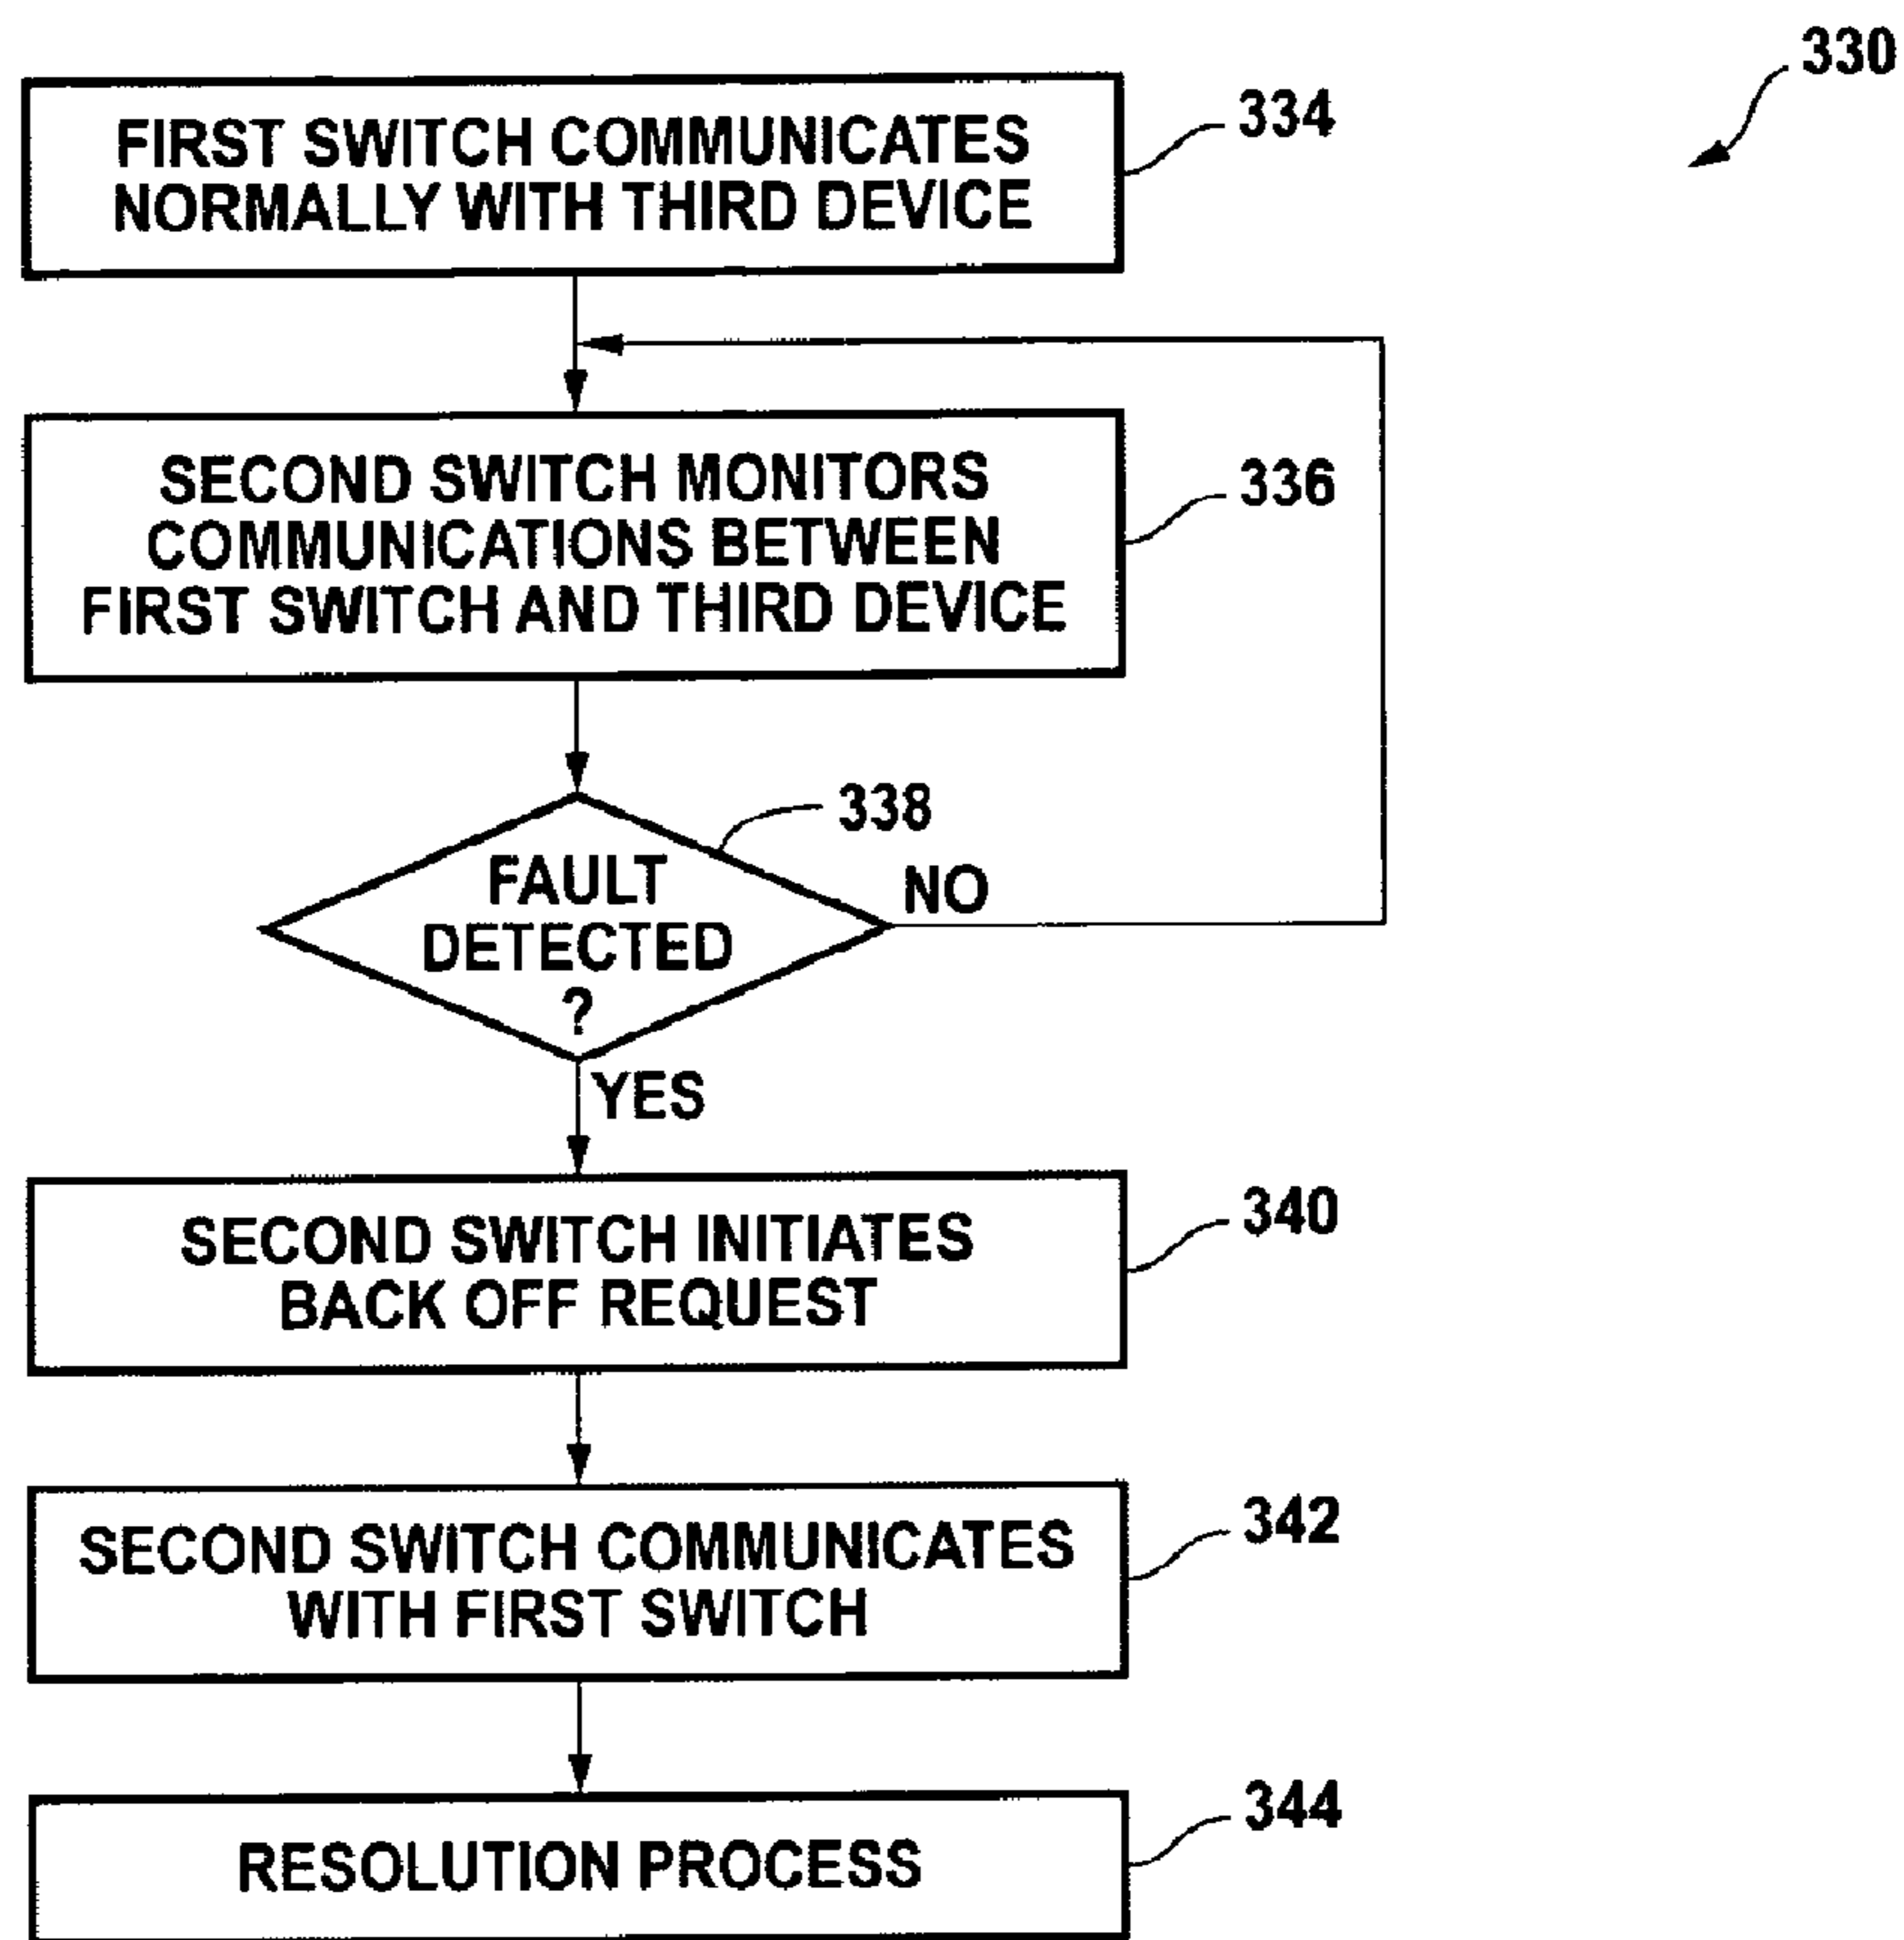 330
FIRST SWITCH COMMUNICATES
NORMALLY WITH THIRD DEVICE
334
SECOND SWITCH MONITORS
COMMUNICATIONS BETWEEN
FIRST SWITCH AND THIRD DEVICE
336
338
FAULT
DETECTED
?
NO
YES
SECOND SWITCH INITIATES
BACK OFF REQUEST
340
SECOND SWITCH COMMUNICATES
WITH FIRST SWITCH
342
RESOLUTION PROCESS
344